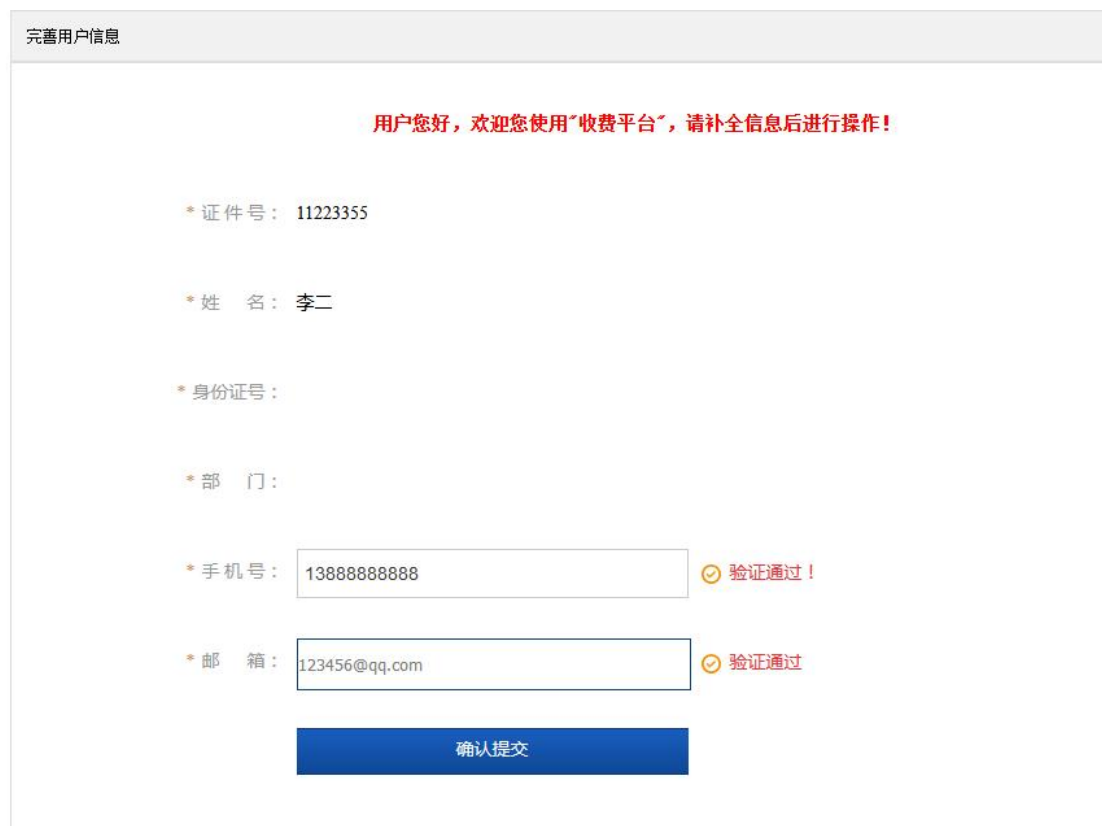 完善用户信息
用户您好，欢迎您使用"收费平台"，请补全信息后进行操作！
* 证件号： 11223355
* 姓 名： 李二
* 身份证号：
* 部 门：
* 手机号： 13888888888 验证通过！
* 邮 箱： 123456@qq.com 验证通过
确认提交